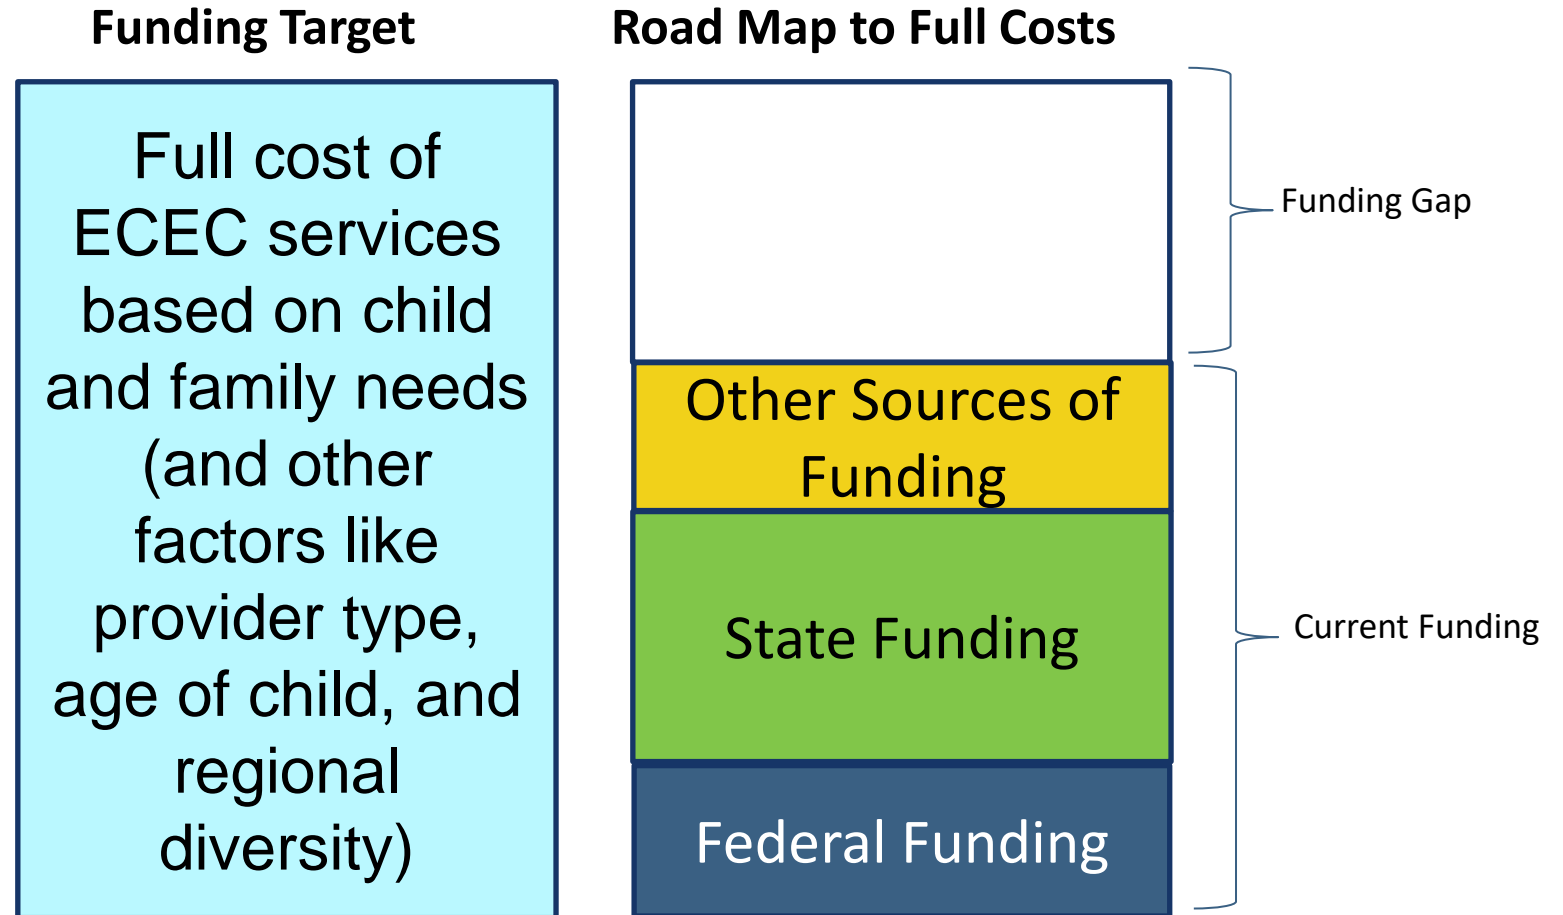 Funding Target
Road Map to Full Costs
Full cost of
ECEC services
based on child
and family needs
(and other
factors like
provider type,
age of child, and
regional
diversity)
Funding Gap
Other Sources of
Funding
State Funding
Current Funding
Federal Funding